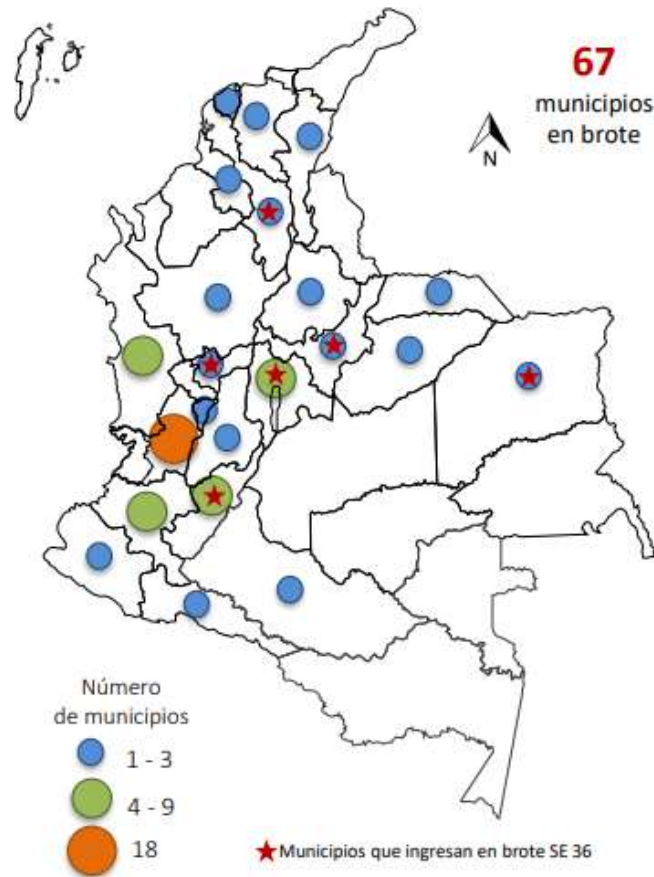 67
municipios
en brote
N
Número
de municipios
1 - 3
4 - 9
18
Municipios que ingresan en brote SE 36